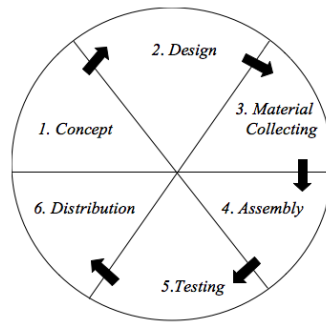 1. Concept
2. Design
3. Material
Collecting
4. Assembly
5.Testing
6. Distribution